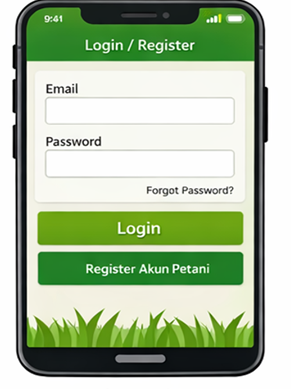 9:41
Login / Register
Email
Password
Forgot Password?
Login
Register Akun Petani